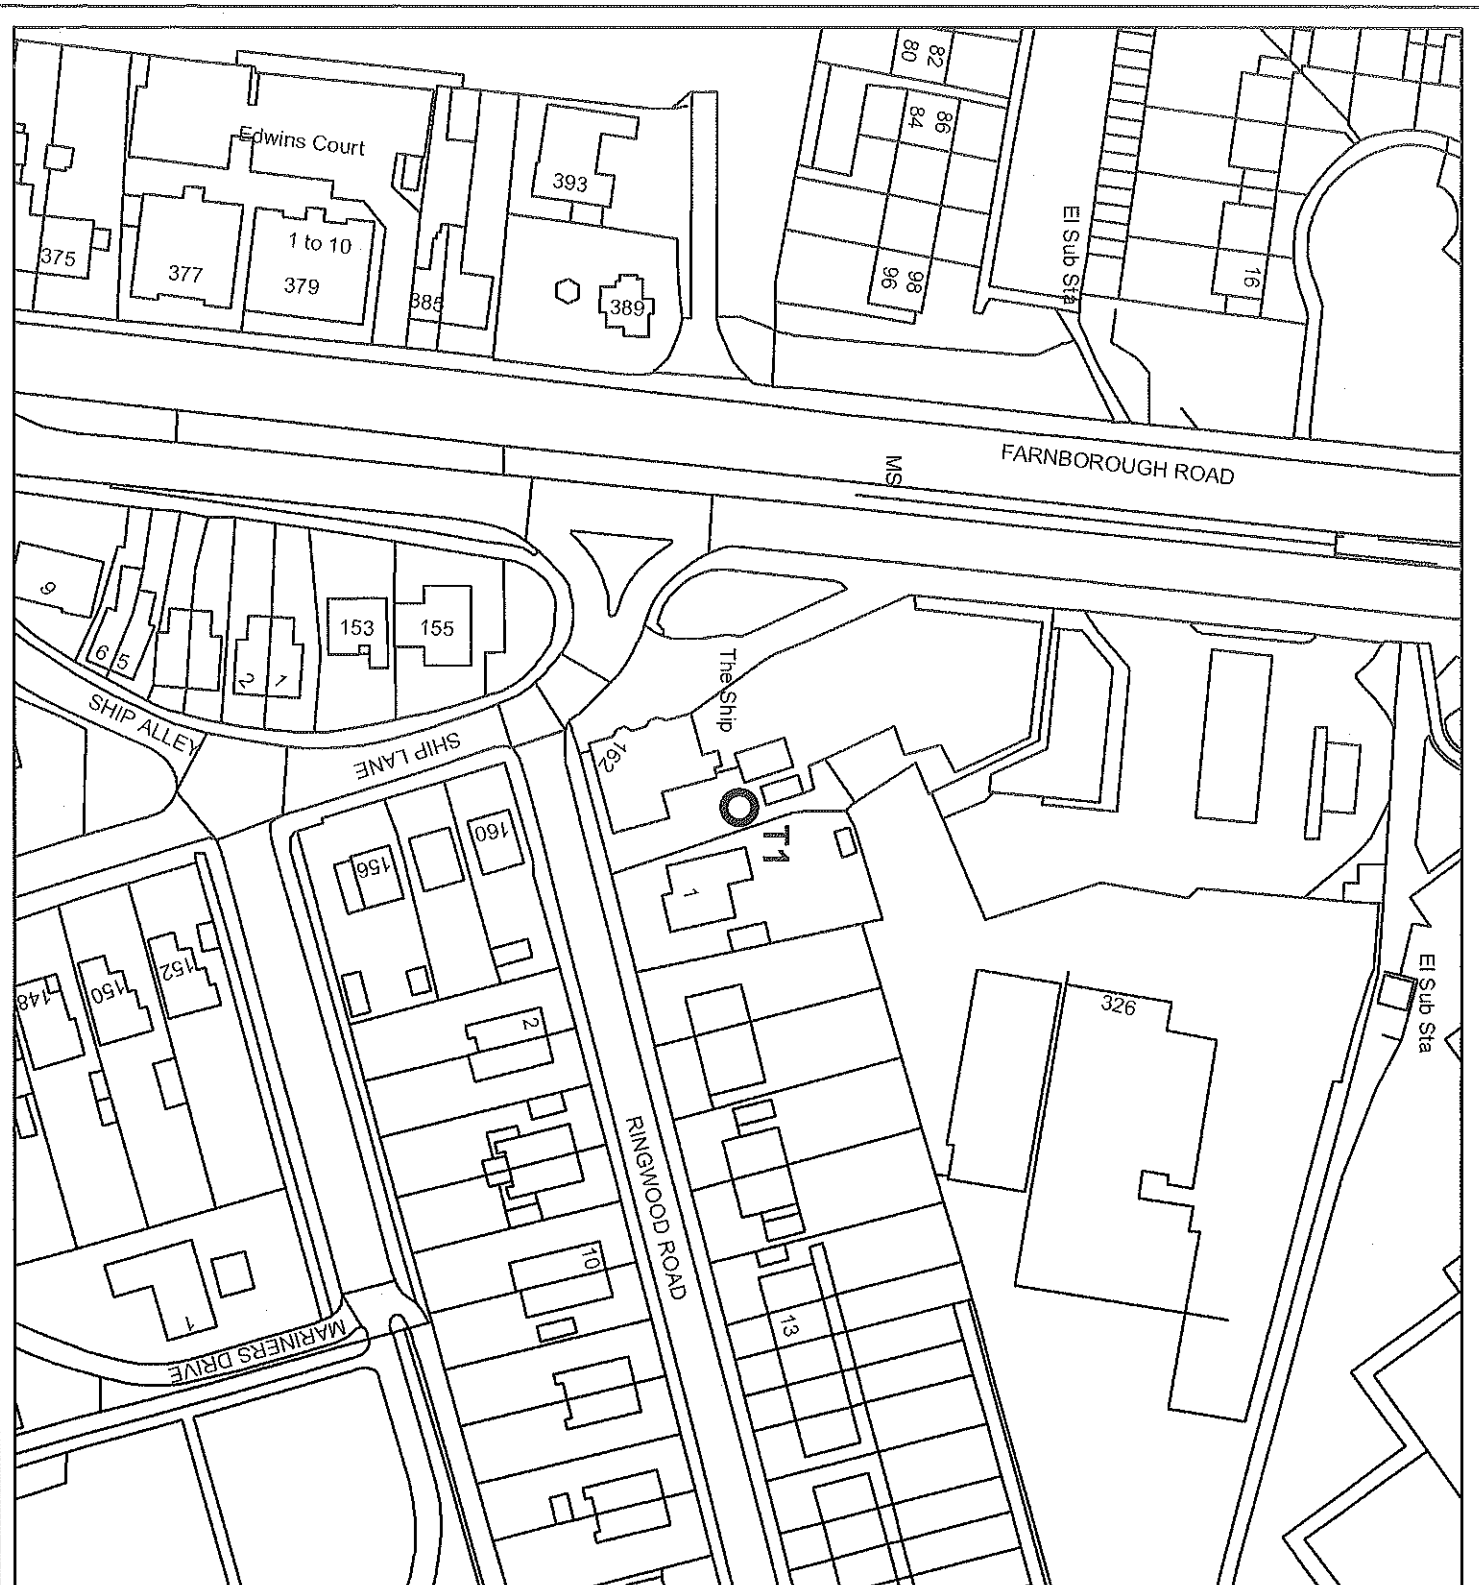 80
82
84
86
Edwins Court
393
El Sub Sta
375
377
1 to 10
379
385
389
96
98
16
FARNBOROUGH ROAD
MS
9
6
5
2
1
153
155
The Ship
SHIP ALLEY
SHIP LANE
162
T1
160
156
1
152
150
148
El Sub Sta
326
2
RINGWOOD ROAD
10
13
1
MARINERS DRIVE